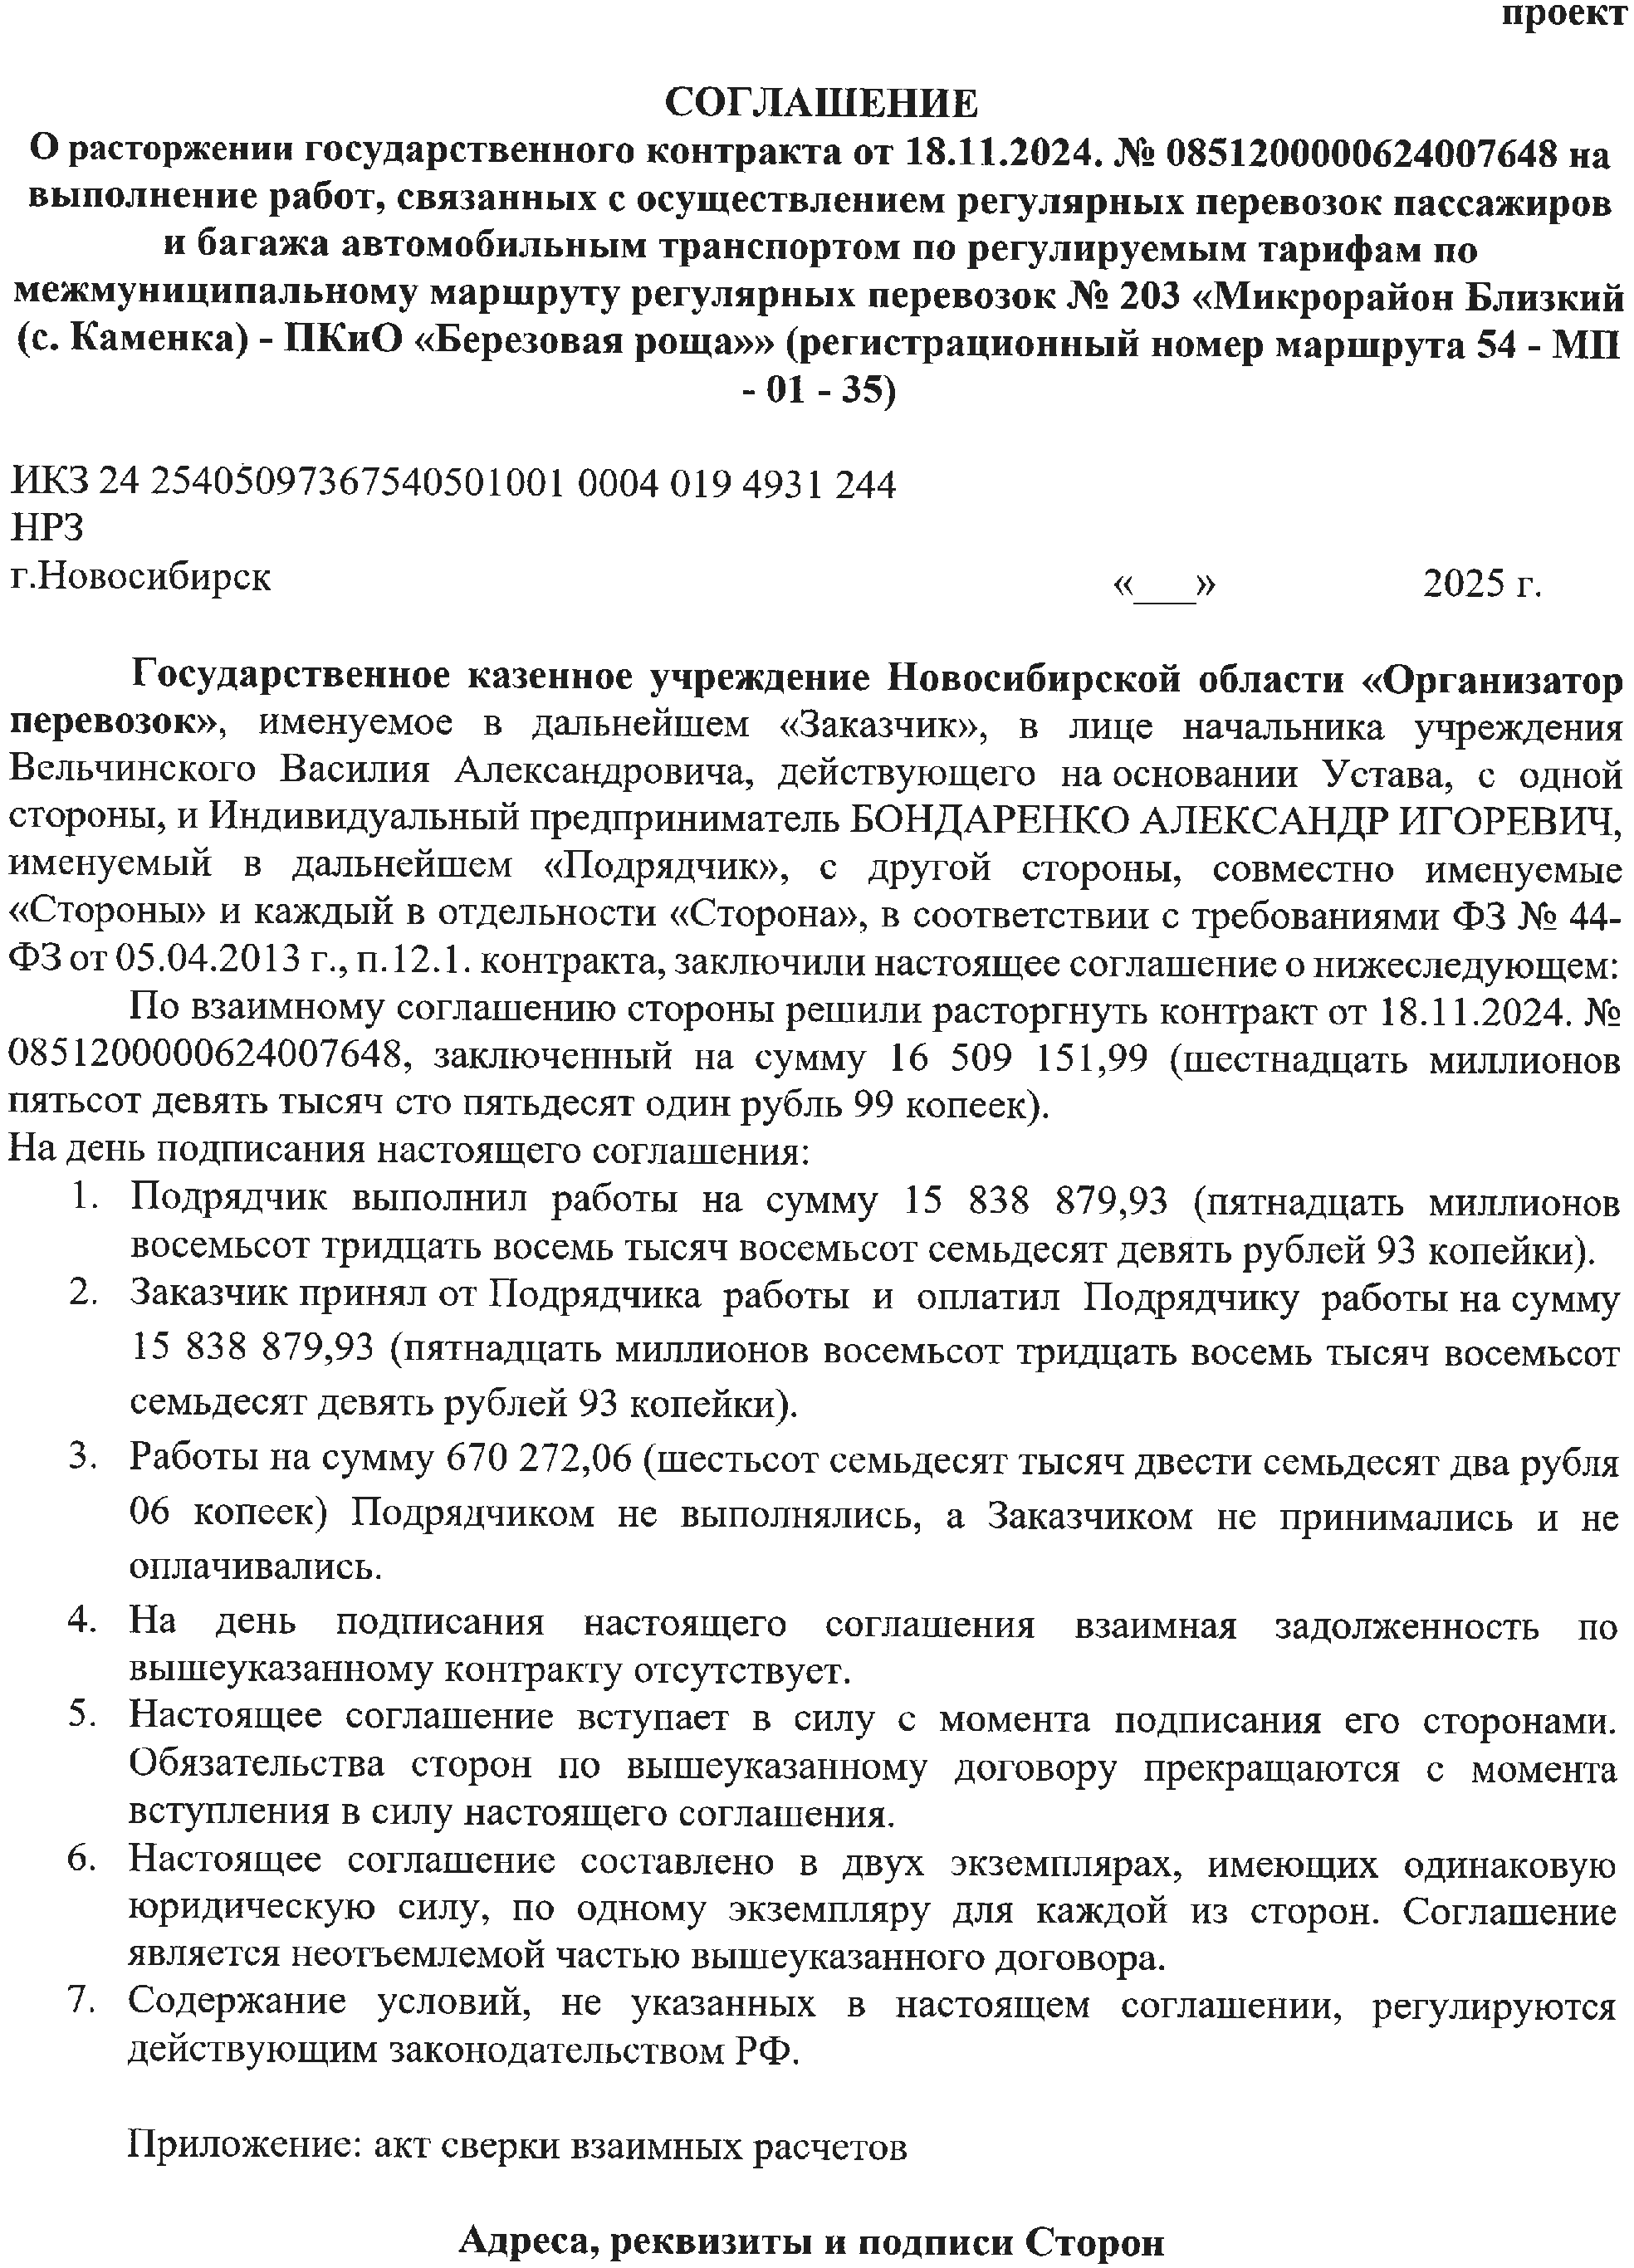 проект
СОГЛАШЕНИЕ
О расторжении государственного контракта от 18.11.2024. № 0851200000624007648 на
выполнение работ, связанных с осуществлением регулярных перевозок пассажиров
и багажа автомобильным транспортом по регулируемым тарифам по
межмуниципальному маршруту регулярных перевозок № 203 «Микрорайон Близкий
(с. Каменка) - ПКиО «Березовая роща»» (регистрационный номер маршрута 54 - МП
- 01 - 35)
ИКЗ 24 25405097367540501001 0004 019 4931 244
НРЗ
г.Новосибирск «___» 2025 г.
Государственное казенное учреждение Новосибирской области «Организатор
перевозок», именуемое в дальнейшем «Заказчик», в лице начальника учреждения
Вельчинского Василия Александровича, действующего на основании Устава, с одной
стороны, и Индивидуальный предприниматель БОНДАРЕНКО АЛЕКСАНДР ИГОРЕВИЧ,
именуемый в дальнейшем «Подрядчик», с другой стороны, совместно именуемые
«Стороны» и каждый в отдельности «Сторона», в соответствии с требованиями ФЗ № 44-
ФЗ от 05.04.2013 г., п.12.1. контракта, заключили настоящее соглашение о нижеследующем:
По взаимному соглашению стороны решили расторгнуть контракт от 18.11.2024. №
0851200000624007648, заключенный на сумму 16 509 151,99 (шестнадцать миллионов
пятьсот девять тысяч сто пятьдесят один рубль 99 копеек).
На день подписания настоящего соглашения:
1. Подрядчик выполнил работы на сумму 15 838 879,93 (пятнадцать миллионов
восемьсот тридцать восемь тысяч восемьсот семьдесят девять рублей 93 копейки).
2. Заказчик принял от Подрядчика работы и оплатил Подрядчику работы на сумму
15 838 879,93 (пятнадцать миллионов восемьсот тридцать восемь тысяч восемьсот
семьдесят девять рублей 93 копейки).
3. Работы на сумму 670 272,06 (шестьсот семьдесят тысяч двести семьдесят два рубля
06 копеек) Подрядчиком не выполнялись, а Заказчиком не принимались и не
оплачивались.
4. На день подписания настоящего соглашения взаимная задолженность по
вышеуказанному контракту отсутствует.
5. Настоящее соглашение вступает в силу с момента подписания его сторонами.
Обязательства сторон по вышеуказанному договору прекращаются с момента
вступления в силу настоящего соглашения.
6. Настоящее соглашение составлено в двух экземплярах, имеющих одинаковую
юридическую силу, по одному экземпляру для каждой из сторон. Соглашение
является неотъемлемой частью вышеуказанного договора.
7. Содержание условий, не указанных в настоящем соглашении, регулируются
действующим законодательством РФ.
Приложение: акт сверки взаимных расчетов
Адреса, реквизиты и подписи Сторон